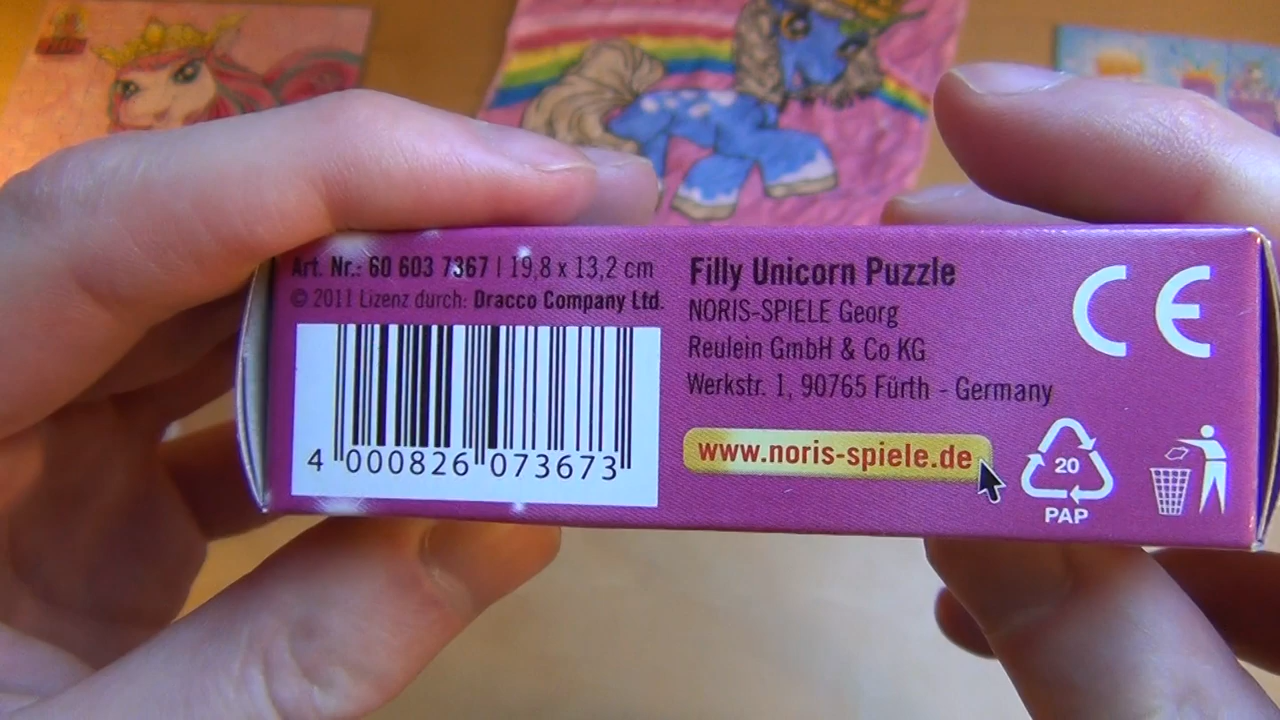 Art. Nr.: 60 603 7367 | 19,8 x 13,2 cm
© 2011 Lizenz durch: Dracco Company Ltd.
4 000826 073673
Filly Unicorn Puzzle
NORIS-SPIELE Georg
Reulein GmbH & Co KG
Werkstr. 1, 90765 Fürth - Germany
www.noris-spiele.de
CE
20
PAP